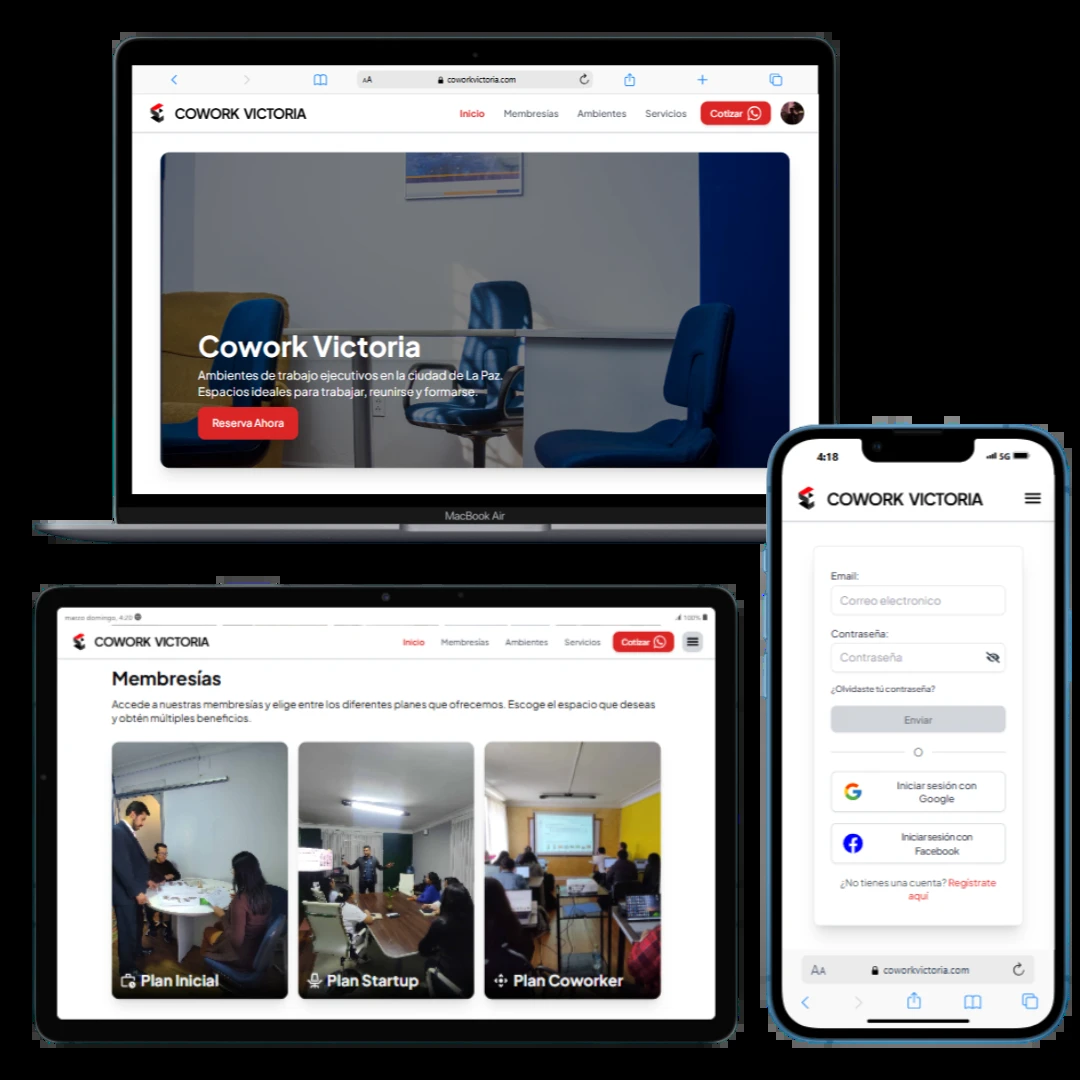 AA coworkvictoria.com
COWORK VICTORIA Inicio Membresías Ambientes Servicios Cotizar
Cowork Victoria
Ambientes de trabajo ejecutivos en la ciudad de La Paz.
Espacios ideales para trabajar, reunirse y formarse.
Reserva Ahora
MacBook Air
marzo domingo, 4:20 100%
COWORK VICTORIA Inicio Membresías Ambientes Servicios Cotizar
Membresías
Accede a nuestras membresías y elige entre los diferentes planes que ofrecemos. Escoge el espacio que deseas
y obtén múltiples beneficios.
Plan Inicial
Plan Startup
Plan Coworker
4:18 5G
COWORK VICTORIA
Email:
Correo electronico
Contraseña:
Contraseña
¿Olvidaste tú contraseña?
Enviar
O
Iniciar sesión con
Google
Iniciar sesión con
Facebook
¿No tienes una cuenta? Regístrate
aquí
AA coworkvictoria.com